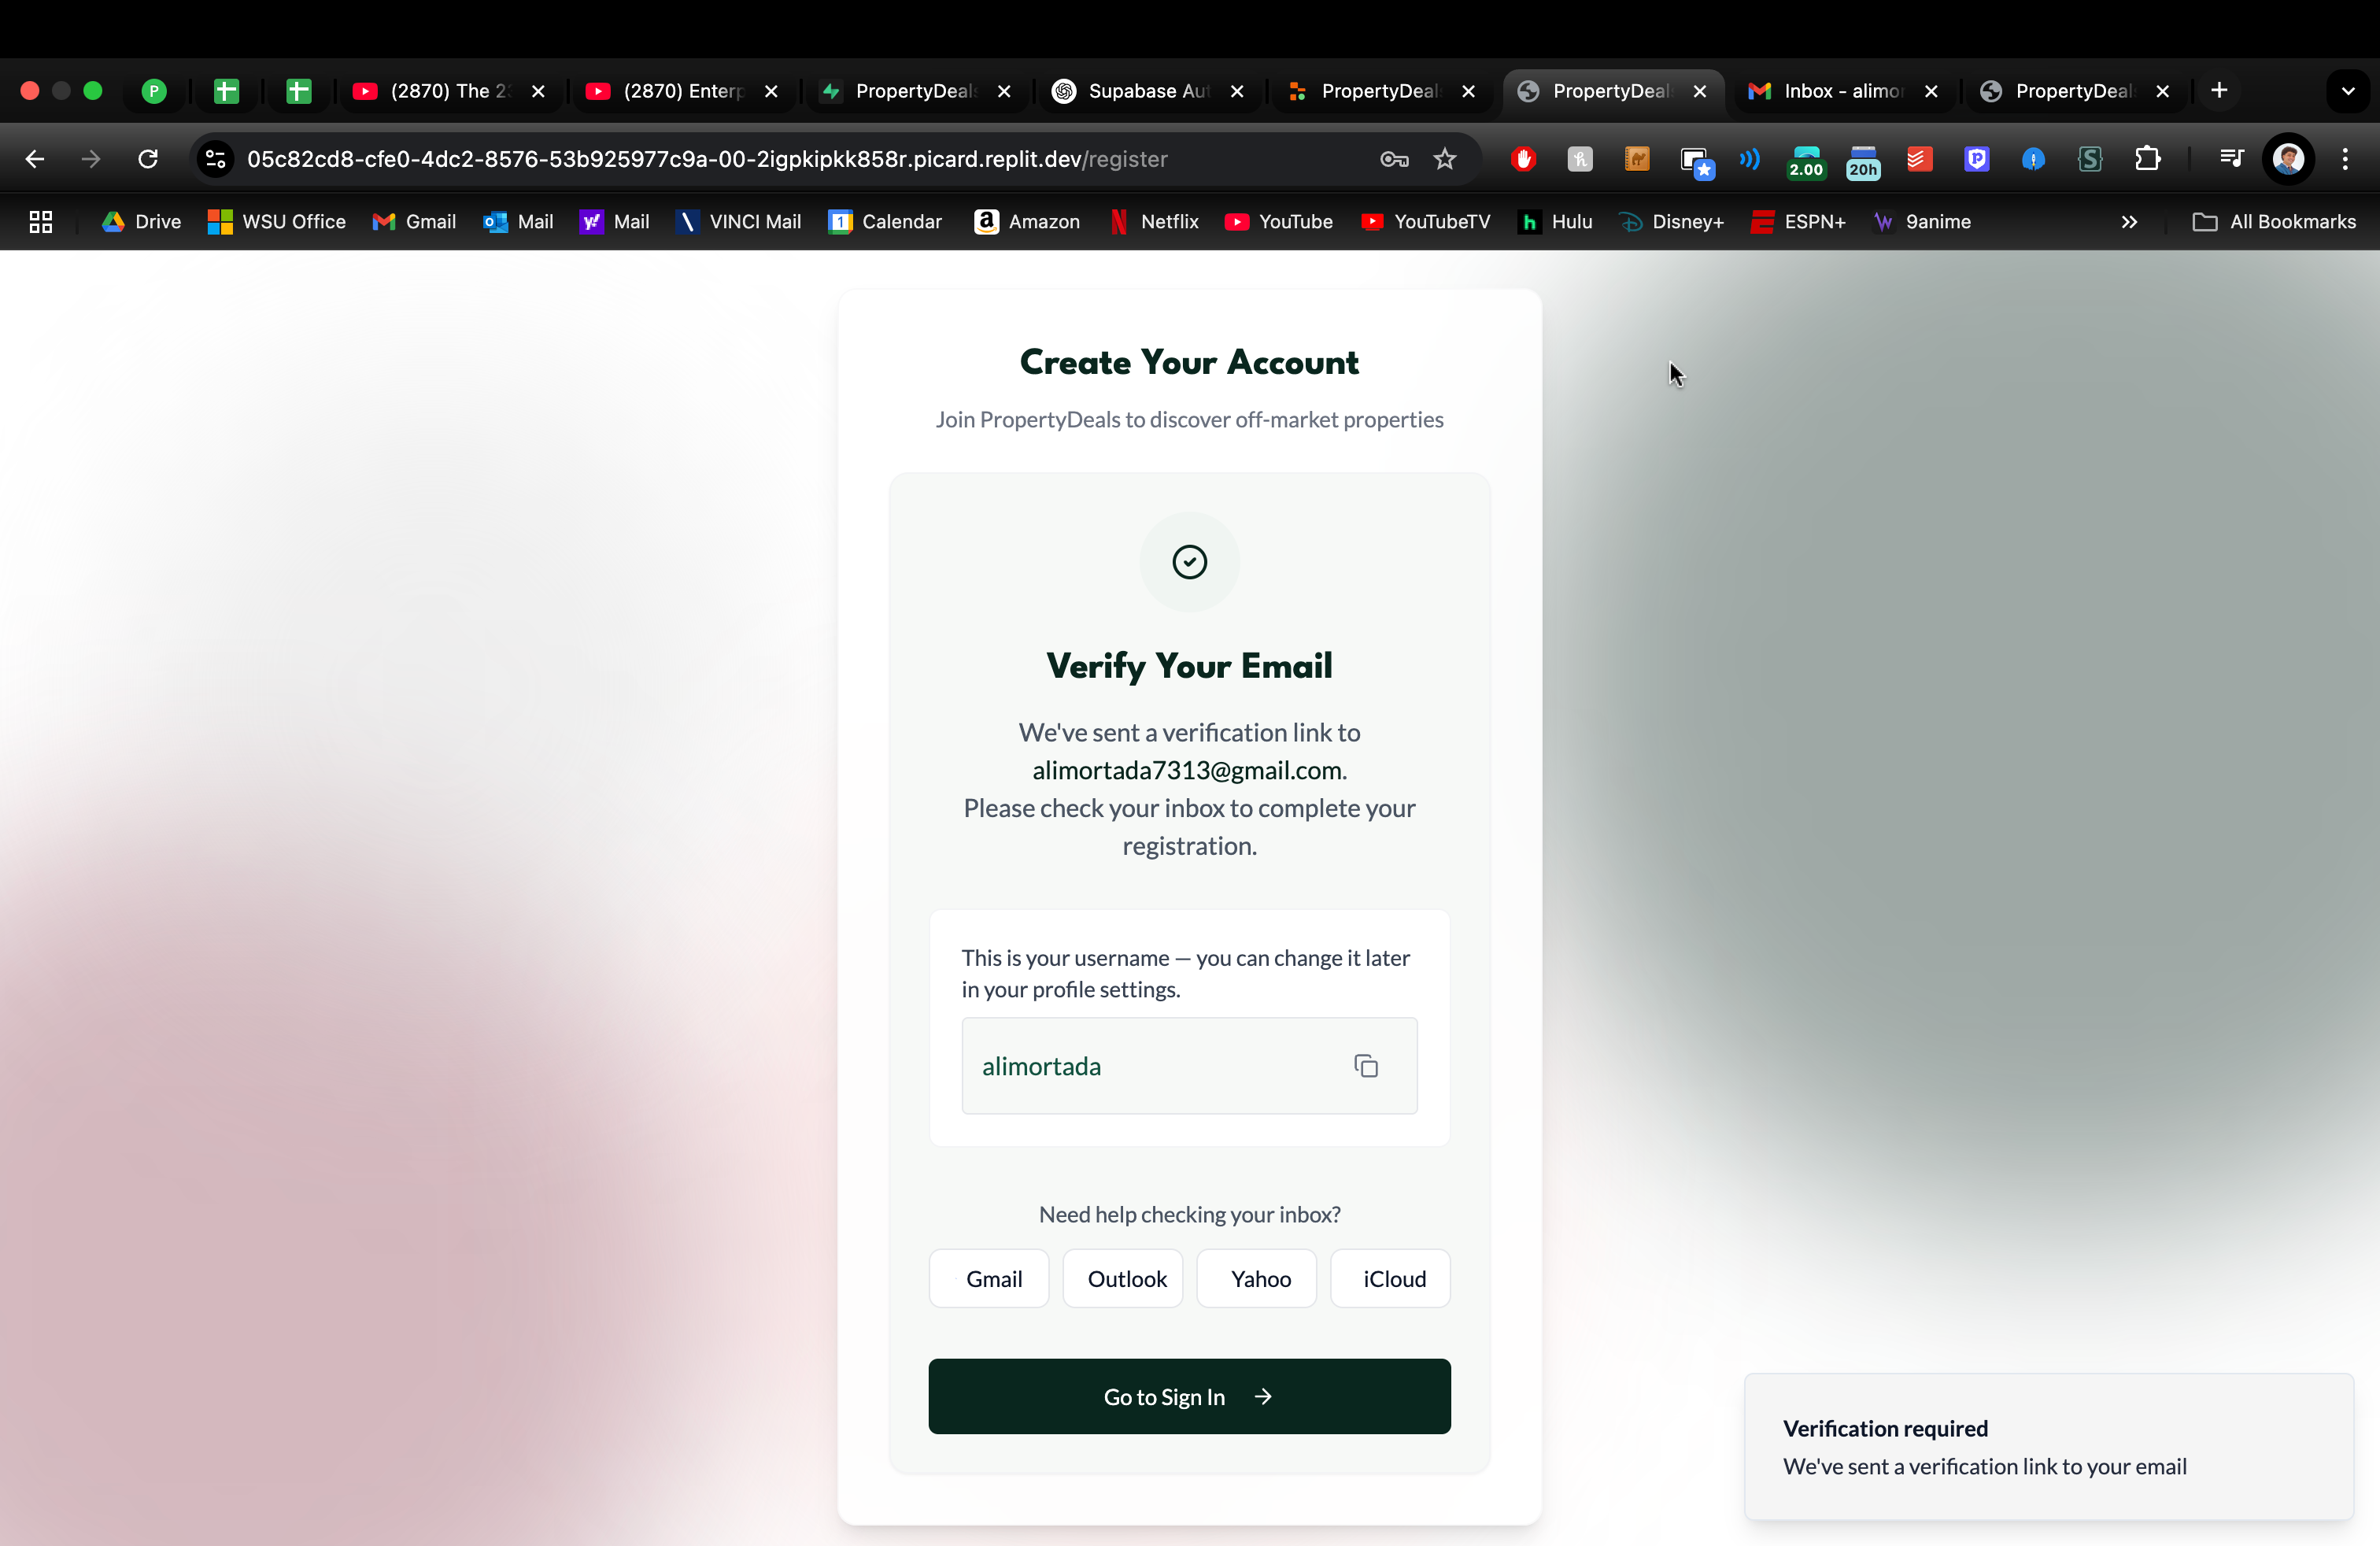 P
(2870) The 2
(2870) Enterp
PropertyDeal
Supabase Aut
PropertyDeal
PropertyDeal
Inbox - alimor
PropertyDeal
05c82cd8-cfe0-4dc2-8576-53b925977c9a-00-2igpkipkk858r.picard.replit.dev/register
2.00
20h
Drive
WSU Office
Gmail
Mail
Mail
VINCI Mail
1
Calendar
Amazon
Netflix
YouTube
YouTubeTV
Hulu
Disney+
ESPN+
9anime
All Bookmarks
Create Your Account
Join PropertyDeals to discover off-market properties
Verify Your Email
We've sent a verification link to
alimortada7313@gmail.com.
Please check your inbox to complete your
registration.
This is your username — you can change it later
in your profile settings.
alimortada
Need help checking your inbox?
Gmail
Outlook
Yahoo
iCloud
Go to Sign In
Verification required
We've sent a verification link to your email